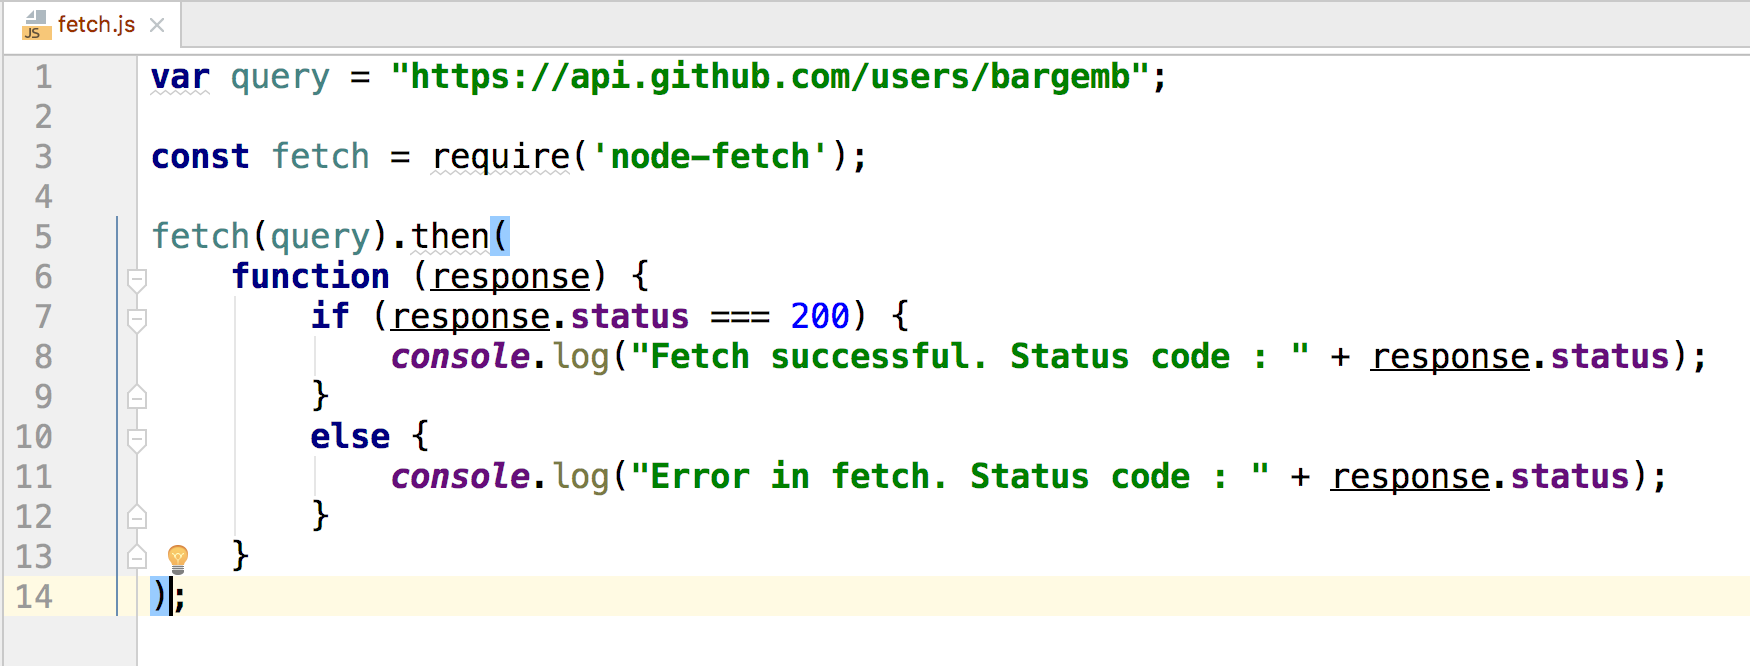 JS fetch.js
1 var query = "https://api.github.com/users/bargemb";
2
3 const fetch = require('node-fetch');
4
5 fetch(query).then(
6     function (response) {
7         if (response.status === 200) {
8             console.log("Fetch successful. Status code : " + response.status);
9         }
10         else {
11             console.log("Error in fetch. Status code : " + response.status);
12         }
13     }
14 );